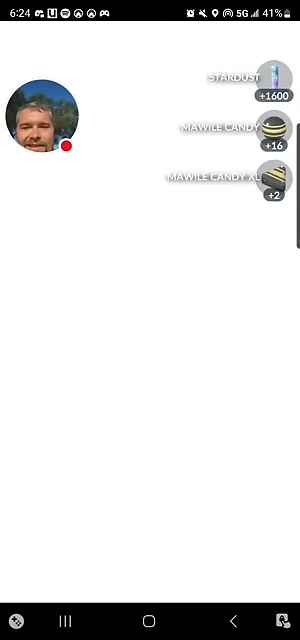 6:24
5G 41%
STARDUST
+1600
MAWILE CANDY
+16
MAWILE CANDY XL
+2